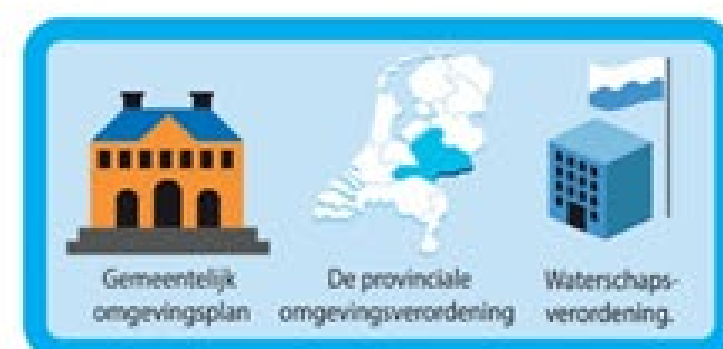 Gemeentelijk
omgevingsplan
De provinciale
omgevingsverordening
Waterschaps-
verordening.